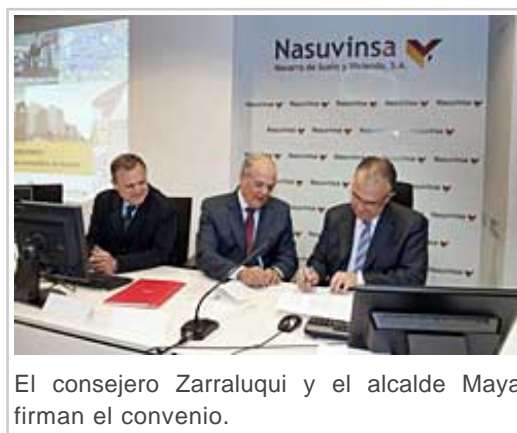 Nasuvinsa
Navarra de Suelo y Vivienda, S.A.
El consejero Zarraluqui y el alcalde Maya
firman el convenio.